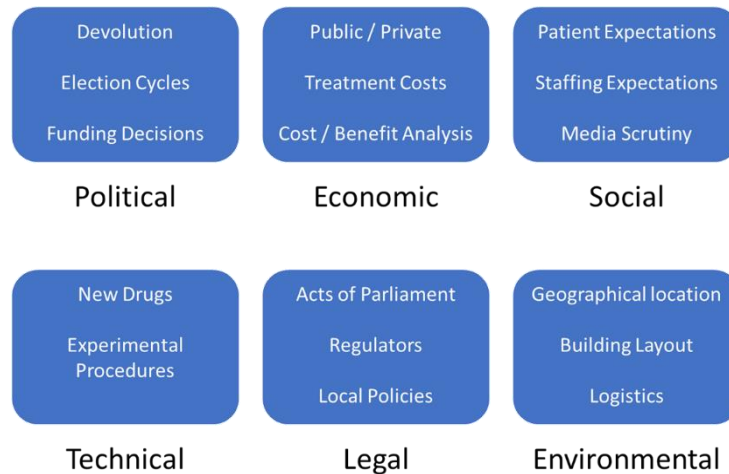 Devolution
Election Cycles
Funding Decisions
Political
Public / Private
Treatment Costs
Cost / Benefit Analysis
Economic
Patient Expectations
Staffing Expectations
Media Scrutiny
Social
New Drugs
Experimental
Procedures
Technical
Acts of Parliament
Regulators
Local Policies
Legal
Geographical location
Building Layout
Logistics
Environmental